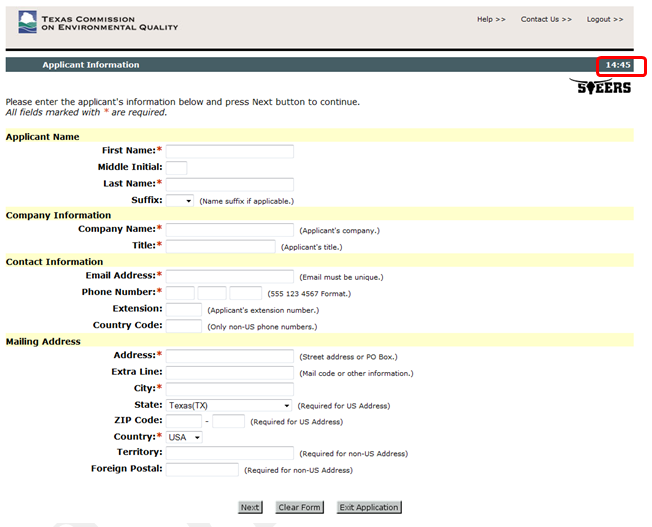 TEXAS COMMISSION
ON ENVIRONMENTAL QUALITY
Help >> Contact Us >> Logout >>
Applicant Information 14:45
STEERS
Please enter the applicant's information below and press Next button to continue.
All fields marked with * are required.
Applicant Name
First Name:*
Middle Initial:
Last Name:*
Suffix: (Name suffix if applicable.)
Company Information
Company Name:* (Applicant's company.)
Title:* (Applicant's title.)
Contact Information
Email Address:* (Email must be unique.)
Phone Number:* (555 123 4567 Format.)
Extension: (Applicant's extension number.)
Country Code: (Only non-US phone numbers.)
Mailing Address
Address:* (Street address or PO Box.)
Extra Line: (Mail code or other information.)
City:*
State: Texas(TX) (Required for US Address)
ZIP Code: - (Required for US Address)
Country:* USA
Territory: (Required for non-US Address)
Foreign Postal: (Required for non-US Address)
Next Clear Form Exit Application